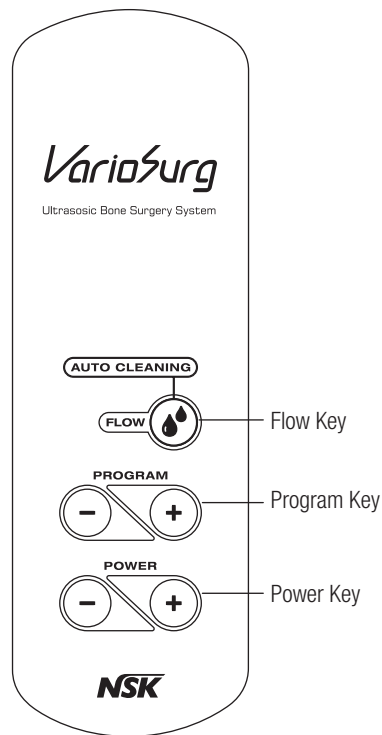 VarioSurg
Ultrasosic Bone Surgery System
AUTO CLEANING
FLOW
Flow Key
PROGRAM
- +
Program Key
POWER
- +
Power Key
NSK